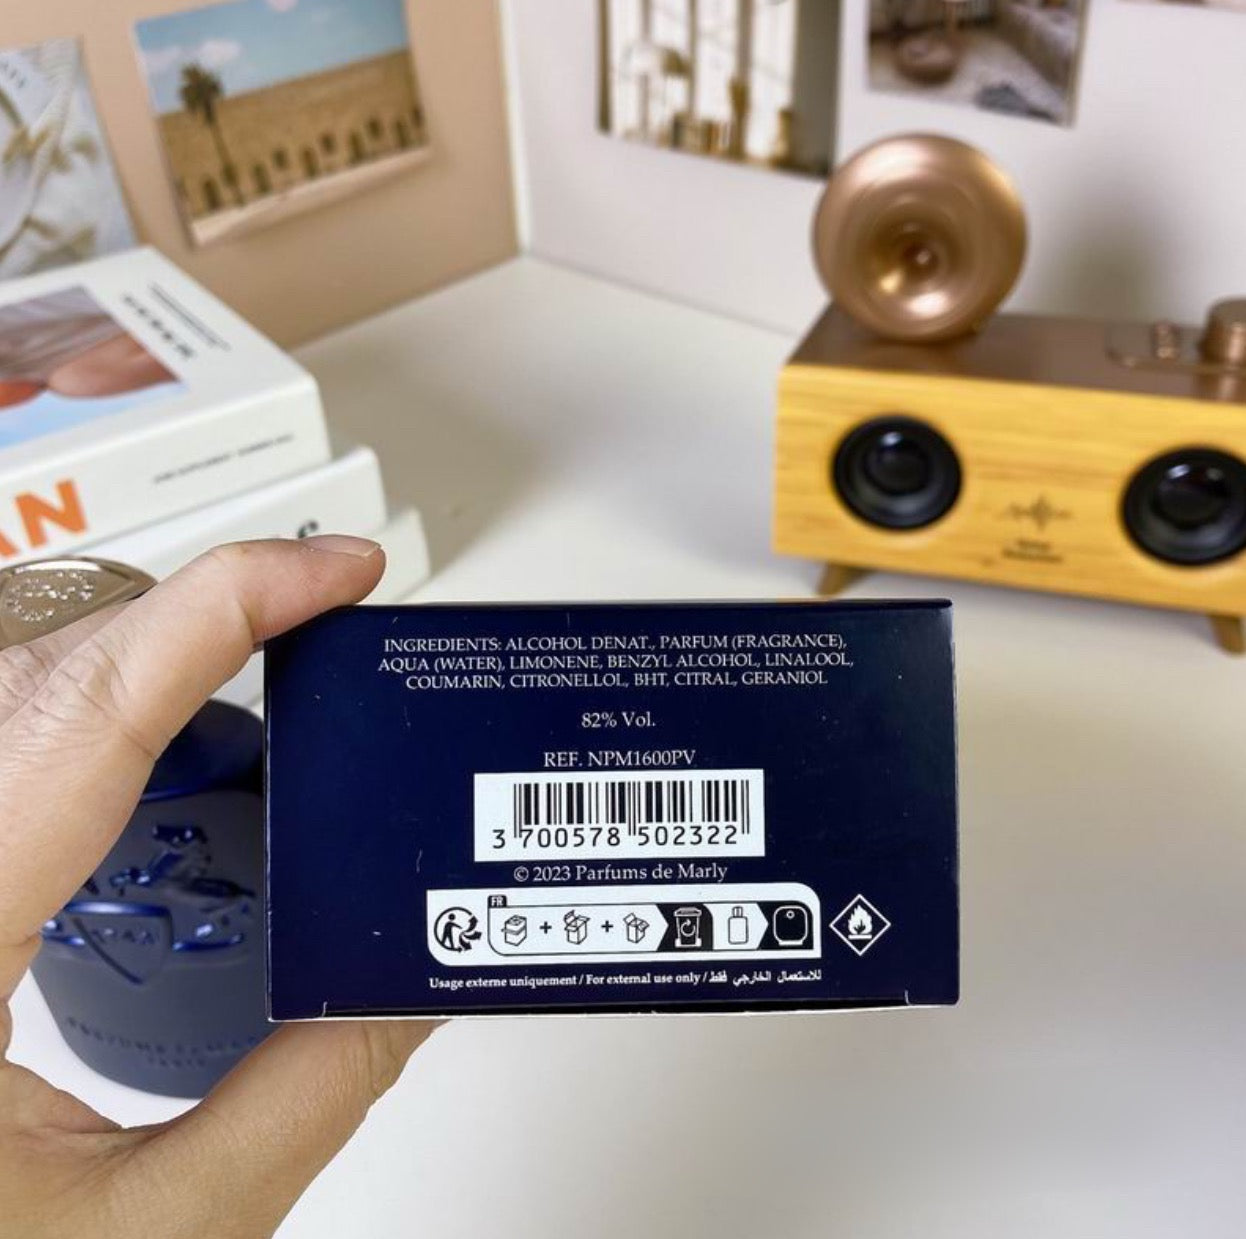 AN
INGREDIENTS: ALCOHOL DENAT., PARFUM (FRAGRANCE),
AQUA (WATER), LIMONENE, BENZYL ALCOHOL, LINALOOL,
COUMARIN, CITRONELLOL, BHT, CITRAL, GERANIOL
82% Vol.
REF. NPM1600PV
3 700578 502322
© 2023 Parfums de Marly
FR
Usage externe uniquement / For external use only / للاستعمال الخارجي فقط